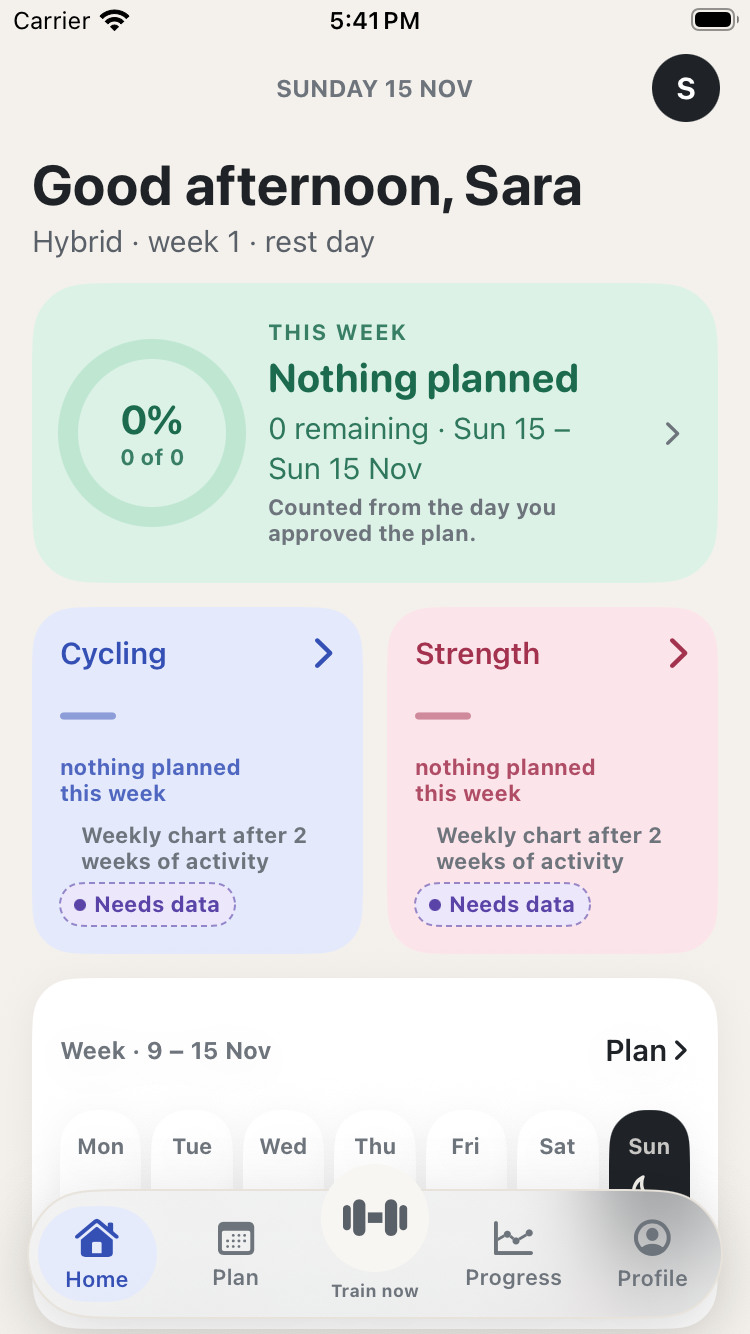 Carrier 5:41 PM
SUNDAY 15 NOV
S
Good afternoon, Sara
Hybrid · week 1 · rest day
THIS WEEK
Nothing planned
0%
0 of 0
0 remaining · Sun 15 –
Sun 15 Nov
Counted from the day you
approved the plan.
Cycling
nothing planned
this week
Weekly chart after 2
weeks of activity
Needs data
Strength
nothing planned
this week
Weekly chart after 2
weeks of activity
Needs data
Week · 9 – 15 Nov
Plan
Mon Tue Wed Thu Fri Sat Sun
Home Plan Train now Progress Profile